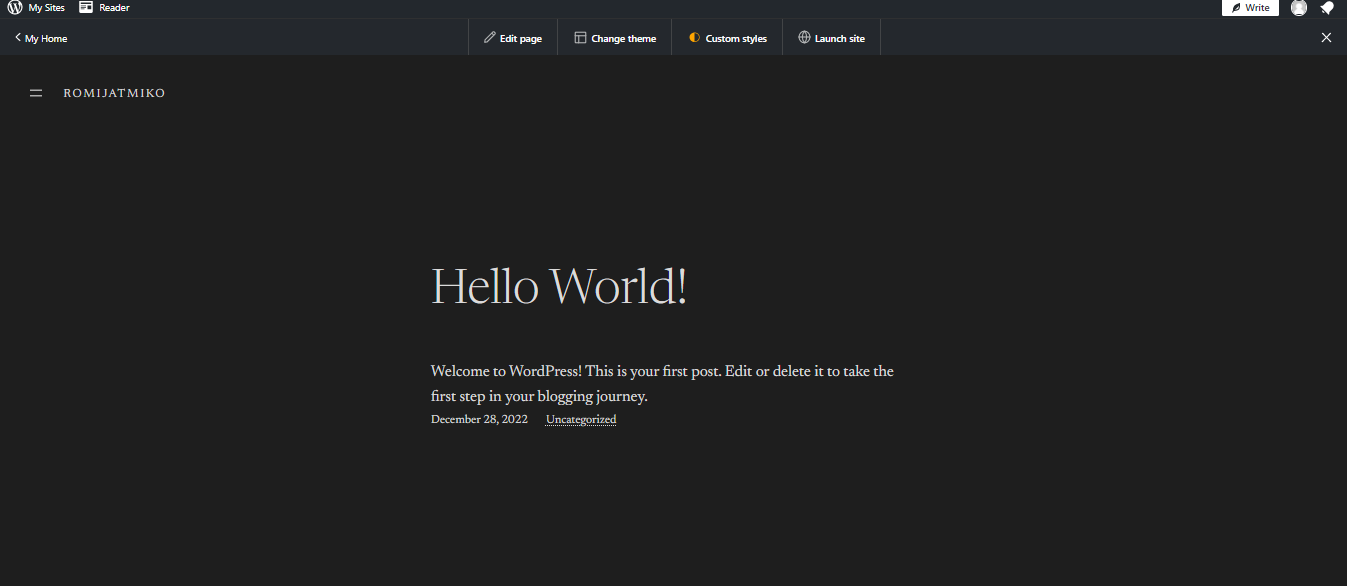 My Sites Reader Write
My Home Edit page Change theme Custom styles Launch site
ROMIJATMIKO
Hello World!
Welcome to WordPress! This is your first post. Edit or delete it to take the
first step in your blogging journey.
December 28, 2022 Uncategorized